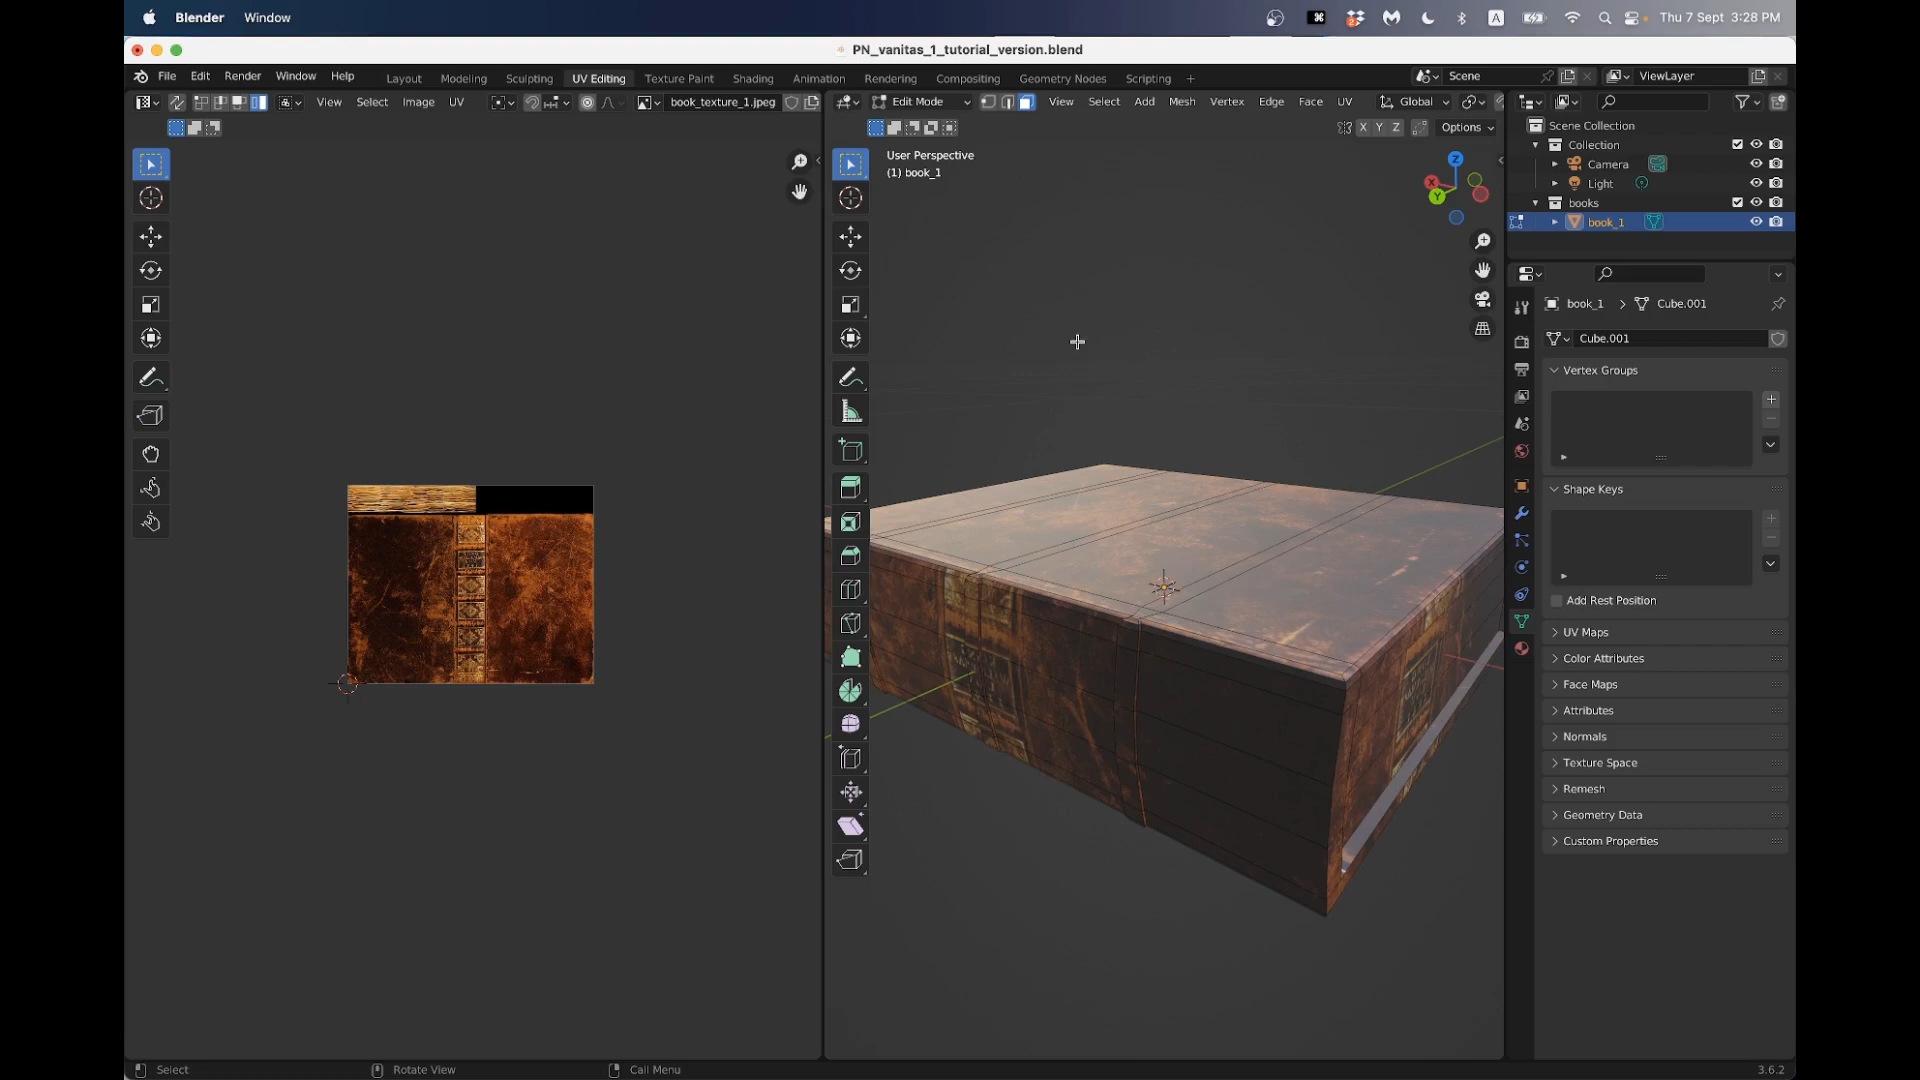 Blender Window
A
Thu 7 Sept 3:28 PM
PN_vanitas_1_tutorial_version.blend
File Edit Render Window Help
Layout Modeling Sculpting UV Editing Texture Paint Shading Animation Rendering Compositing Geometry Nodes Scripting +
Scene
ViewLayer
View Select Image UV
book_texture_1.jpeg
Edit Mode
View Select Add Mesh Vertex Edge Face UV
Global
X Y Z
Options
User Perspective
(1) book_1
Z
X
Y
Scene Collection
Collection
Camera
Light
books
book_1
book_1 > Cube.001
Cube.001
Vertex Groups
Shape Keys
Add Rest Position
UV Maps
Color Attributes
Face Maps
Attributes
Normals
Texture Space
Remesh
Geometry Data
Custom Properties
Select
Rotate View
Call Menu
3.6.2